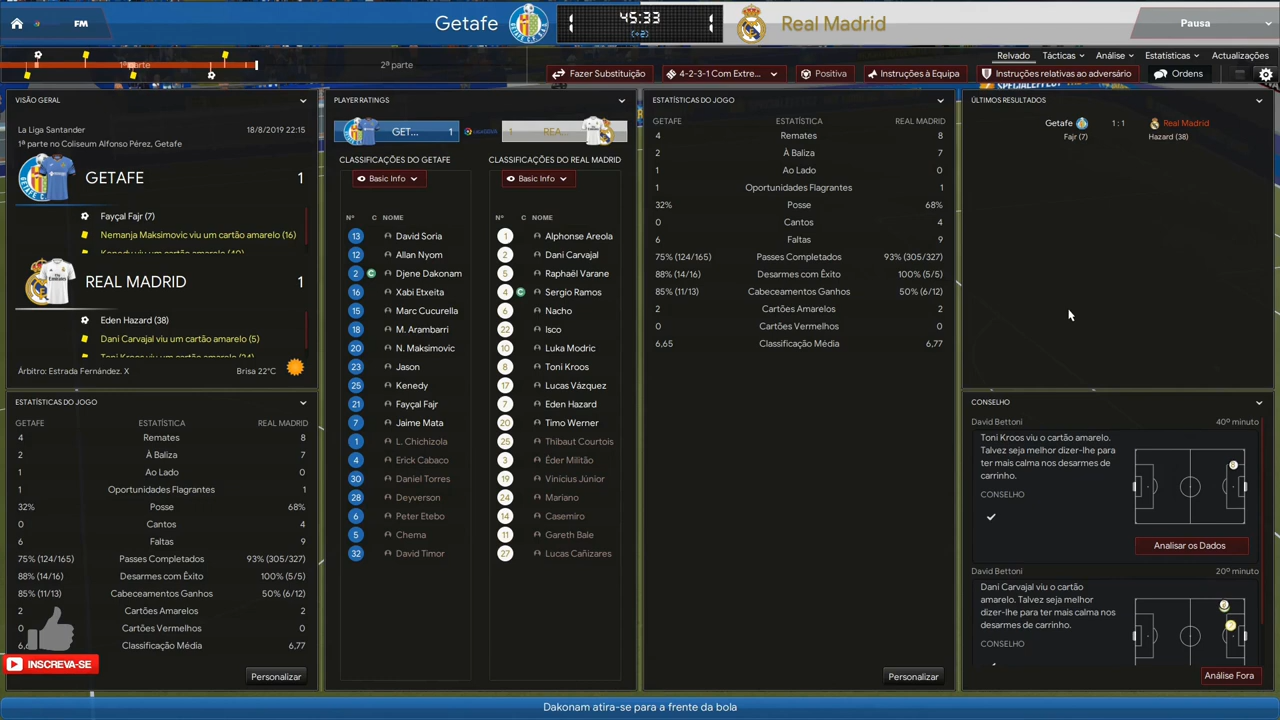 FM
Getafe
45:33
(+2)
Real Madrid
Pausa
1ª parte
2ª parte
Relvado
Tácticas
Análise
Estatísticas
Actualizações
Fazer Substituição
4-2-3-1 Com Extre...
Positiva
Instruções à Equipa
Instruções relativas ao adversário
Ordens
VISÃO GERAL
La Liga Santander
18/8/2019 22:15
1ª parte no Coliseum Alfonso Pérez, Getafe
GETAFE
1
Fayçal Fajr (7)
Nemanja Maksimovic viu um cartão amarelo (16)
REAL MADRID
1
Eden Hazard (38)
Dani Carvajal viu um cartão amarelo (5)
Árbitro: Estrada Fernández. X
Brisa 22°C
ESTATÍSTICAS DO JOGO
GETAFE ESTATÍSTICA REAL MADRID
4 Remates 8
2 À Baliza 7
1 Ao Lado 0
1 Oportunidades Flagrantes 1
32% Posse 68%
0 Cantos 4
6 Faltas 9
75% (124/165) Passes Completados 93% (305/327)
88% (14/16) Desarmes com Êxito 100% (5/5)
85% (11/13) Cabeceamentos Ganhos 50% (6/12)
2 Cartões Amarelos 2
Cartões Vermelhos 0
Classificação Média 6,77
INSCREVA-SE
Personalizar
PLAYER RATINGS
GET... 1
1 REA...
CLASSIFICAÇÕES DO GETAFE
Basic Info
Nº C NOME
13 David Soria
12 Allan Nyom
2 C Djene Dakonam
16 Xabi Etxeita
15 Marc Cucurella
18 M. Arambarri
20 N. Maksimovic
23 Jason
25 Kenedy
21 Fayçal Fajr
7 Jaime Mata
1 L. Chichizola
4 Erick Cabaco
30 Daniel Torres
28 Deyverson
6 Peter Etebo
5 Chema
32 David Timor
CLASSIFICAÇÕES DO REAL MADRID
Basic Info
Nº C NOME
1 Alphonse Areola
2 Dani Carvajal
5 Raphaël Varane
4 C Sergio Ramos
6 Nacho
22 Isco
10 Luka Modric
8 Toni Kroos
17 Lucas Vázquez
7 Eden Hazard
20 Timo Werner
25 Thibaut Courtois
3 Éder Militão
19 Vinícius Júnior
24 Mariano
14 Casemiro
11 Gareth Bale
27 Lucas Cañizares
ESTATÍSTICAS DO JOGO
GETAFE ESTATÍSTICA REAL MADRID
4 Remates 8
2 À Baliza 7
1 Ao Lado 0
1 Oportunidades Flagrantes 1
32% Posse 68%
0 Cantos 4
6 Faltas 9
75% (124/165) Passes Completados 93% (305/327)
88% (14/16) Desarmes com Êxito 100% (5/5)
85% (11/13) Cabeceamentos Ganhos 50% (6/12)
2 Cartões Amarelos 2
0 Cartões Vermelhos 0
6,65 Classificação Média 6,77
Personalizar
ÚLTIMOS RESULTADOS
Getafe 1 : 1 Real Madrid
Fajr (7) Hazard (38)
CONSELHO
David Bettoni 40º minuto
Toni Kroos viu o cartão amarelo.
Talvez seja melhor dizer-lhe para
ter mais calma nos desarmes de
carrinho.
CONSELHO
Analisar os Dados
David Bettoni 20º minuto
Dani Carvajal viu o cartão
amarelo. Talvez seja melhor
dizer-lhe para ter mais calma nos
desarmes de carrinho.
CONSELHO
Análise Fora
Dakonam atira-se para a frente da bola